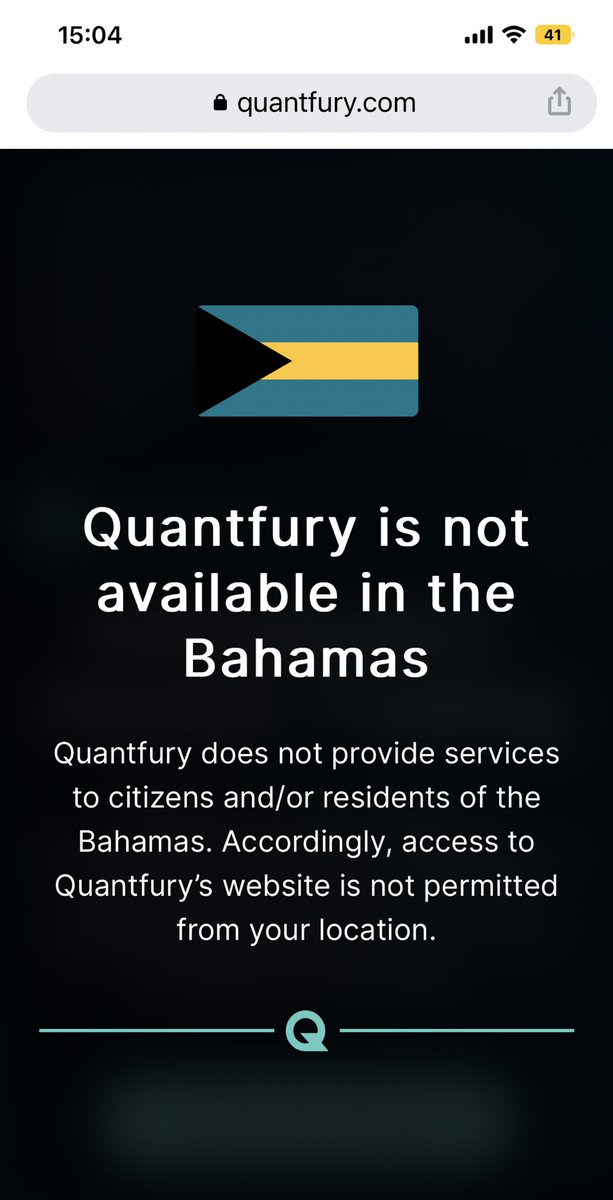 15:04
41
quantfury.com
Quantfury is not
available in the
Bahamas
Quantfury does not provide services
to citizens and/or residents of the
Bahamas. Accordingly, access to
Quantfury’s website is not permitted
from your location.
Q